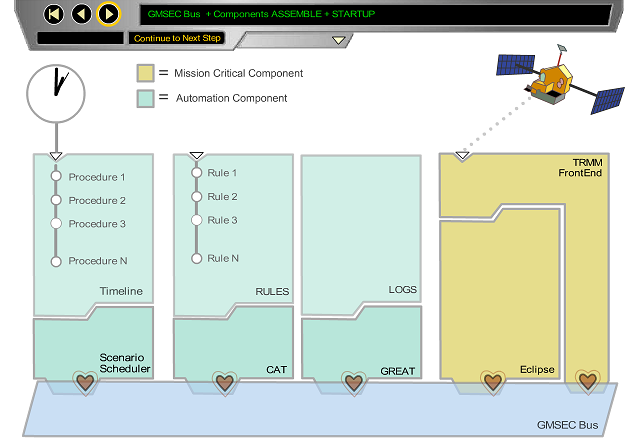 GMSEC Bus + Components ASSEMBLE + STARTUP
Continue to Next Step
= Mission Critical Component
= Automation Component
TRMM
FrontEnd
Procedure 1
Procedure 2
Procedure 3
Procedure N
Timeline
Rule 1
Rule 2
Rule 3
Rule N
RULES
LOGS
Scenario
Scheduler
CAT
GREAT
Eclipse
GMSEC Bus